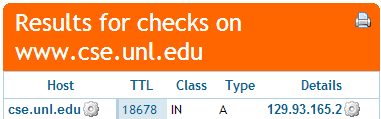 Results for checks on
www.cse.unl.edu
Host TTL Class Type Details
cse.unl.edu 18678 IN A 129.93.165.2